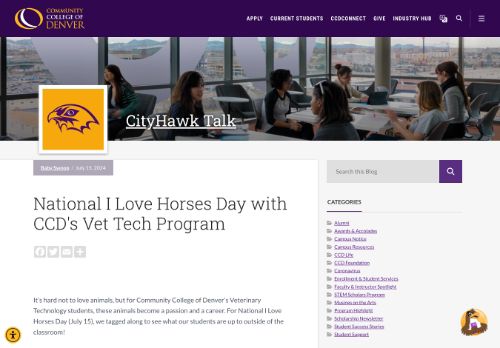 COMMUNITY
COLLEGE OF
DENVER
APPLY CURRENT STUDENTS CCDCONNECT GIVE INDUSTRY HUB
CityHawk Talk
July 15, 2024
Search this Blog
National I Love Horses Day with
CCD's Vet Tech Program
CATEGORIES
Alumni
Awards & Accolades
Campus Notice
Campus Resources
CCD Life
CCD Foundation
Coronavirus
Enrollment & Student Services
Faculty & Instructor Spotlight
STEM Scholars Program
Musings on the Arts
Program Highlight
Scholarship Newsletter
Student Success Stories
Student Support
It's hard not to love animals, but for Community College of Denver's Veterinary
Technology students, these animals become a passion and a career. For National I Love
Horses Day (July 15), we tagged along to see what our students are up to outside of the
classroom!